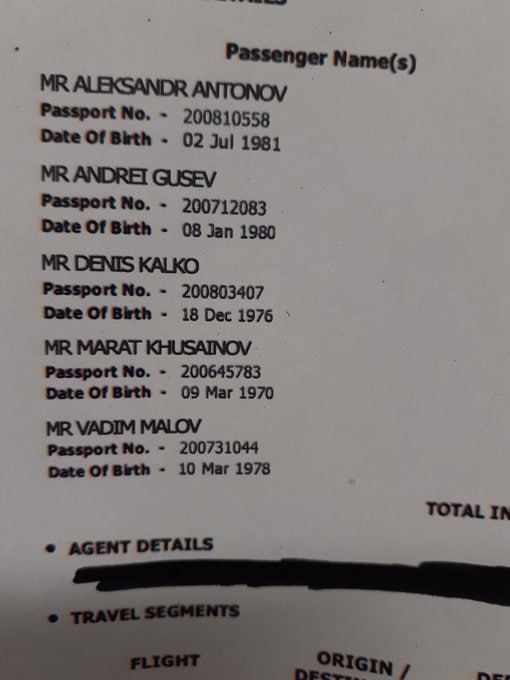 Passenger Name(s)
MR ALEKSANDR ANTONOV
Passport No. - 200810558
Date Of Birth - 02 Jul 1981
MR ANDREI GUSEV
Passport No. - 200712083
Date Of Birth - 08 Jan 1980
MR DENIS KALKO
Passport No. - 200803407
Date Of Birth - 18 Dec 1976
MR MARAT KHUSAINOV
Passport No. - 200645783
Date Of Birth - 09 Mar 1970
MR VADIM MALOV
Passport No. - 200731044
Date Of Birth - 10 Mar 1978
TOTAL IN
• AGENT DETAILS
• TRAVEL SEGMENTS
FLIGHT ORIGIN /